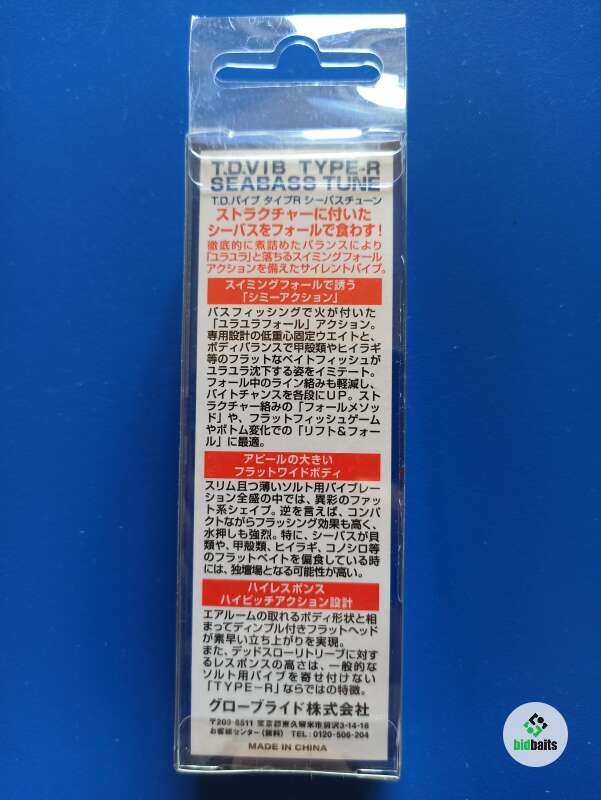 T.D.VIB TYPE-R
SEABASS TUNE
T.D.バイブ タイプR シーバスチューン
ストラクチャーに付いた
シーバスをフォールで食わす！
徹底的に煮詰めたバランスにより
「ユラユラ」と落ちるスイミングフォール
アクションを備えたサイレントバイブ。
スイミングフォールで誘う
「シミーアクション」
バスフィッシングで火が付いた
「ユラユラフォール」アクション。
専用設計の低重心固定ウエイトと、
ボディバランスで甲殻類やヒイラギ
等のフラットなベイトフィッシュが
ユラユラ沈下する姿をイミテート。
フォール中のライン絡みも軽減し、
バイトチャンスを各段にUP。スト
ラクチャー絡みの「フォールメソッ
ド」や、フラットフィッシュゲーム
やボトム変化での「リフト&フォー
ル」に最適。
アピールの大きい
フラットワイドボディ
スリム且つ薄いソルト用バイブレー
ション全盛の中では、異彩のファッ
ト系シェイプ。逆を言えば、コンパ
クトながらフラッシング効果も高く、
水押しも強烈。特に、シーバスが貝
類や、甲殻類、ヒイラギ、コノシロ等
のフラットベイトを偏食している時
には、独壇場となる可能性が高い。
ハイレスポンス
ハイピッチアクション設計
エアルームの取れるボディ形状と相
まってディンプル付きフラットヘッド
が素早い立ち上がりを実現。
また、デッドスローリトリーブに対す
るレスポンスの高さは、一般的な
ソルト用バイブを寄せ付けない
「TYPE-R」ならではの特徴。
グローブライド株式会社
〒203-8511 東京都東久留米市前沢3-14-16
お客様センター(無料) TEL:0120-506-204
MADE IN CHINA
bidbaits